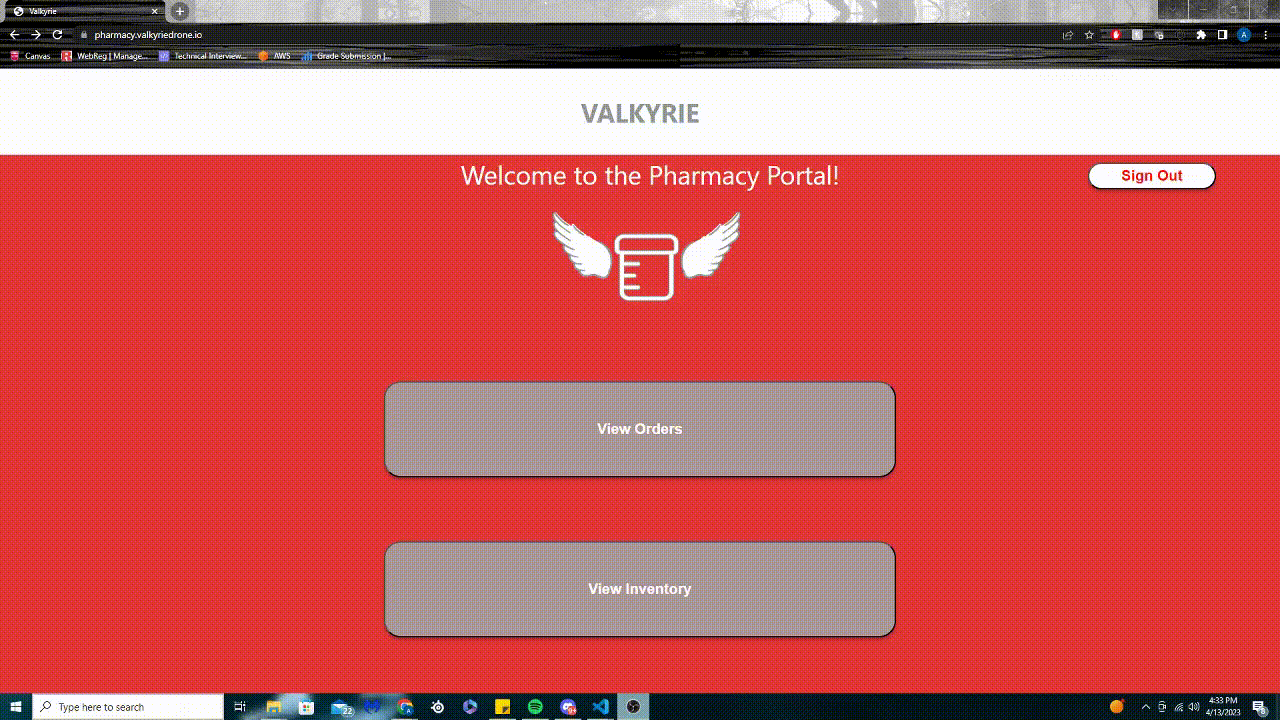 Valkyrie
pharmacy.valkyriedrone.io
Canvas
WebReg | Manage...
Technical Interview...
AWS
Grade Submission |...
VALKYRIE
Welcome to the Pharmacy Portal!
Sign Out
View Orders
View Inventory
Type here to search
22
4:33 PM
4/13/2023